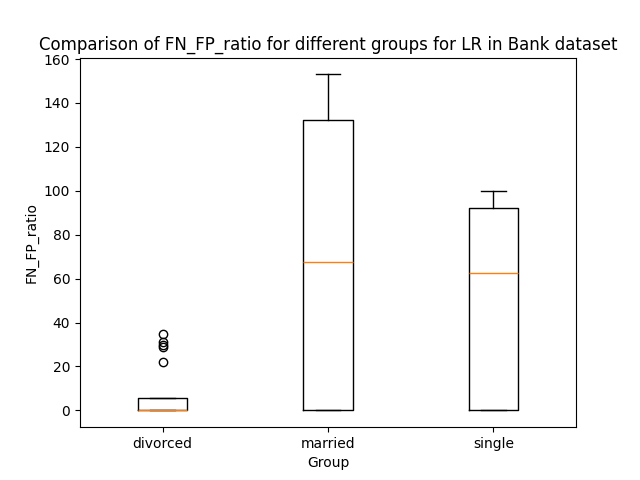 Comparison of FN_FP_ratio for different groups for LR in Bank dataset
160
140
120
100
80
60
40
20
0
FN_FP_ratio
divorced married single
Group